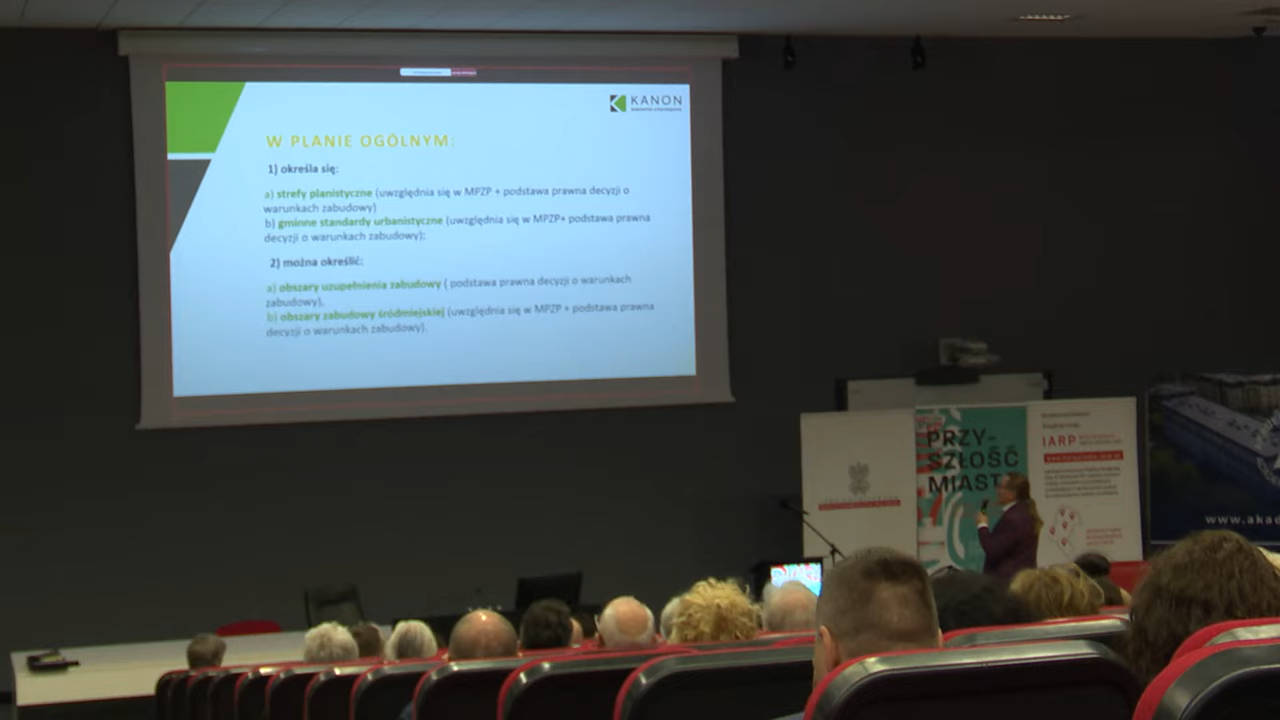 KANON
W PLANIE OGÓLNYM:
1) określa się:
a) strefy planistyczne (uwzględnia się w MPZP + podstawa prawna decyzji o
warunkach zabudowy)
b) gminne standardy urbanistyczne (uwzględnia się w MPZP+ podstawa prawna
decyzji o warunkach zabudowy);
2) można określić:
a) obszary uzupełnienia zabudowy ( podstawa prawna decyzji o warunkach
zabudowy),
b) obszary zabudowy śródmiejskiej (uwzględnia się w MPZP + podstawa prawna
decyzji o warunkach zabudowy).
PRZY-
SZŁOŚĆ
MIAST
IARP
www.akad